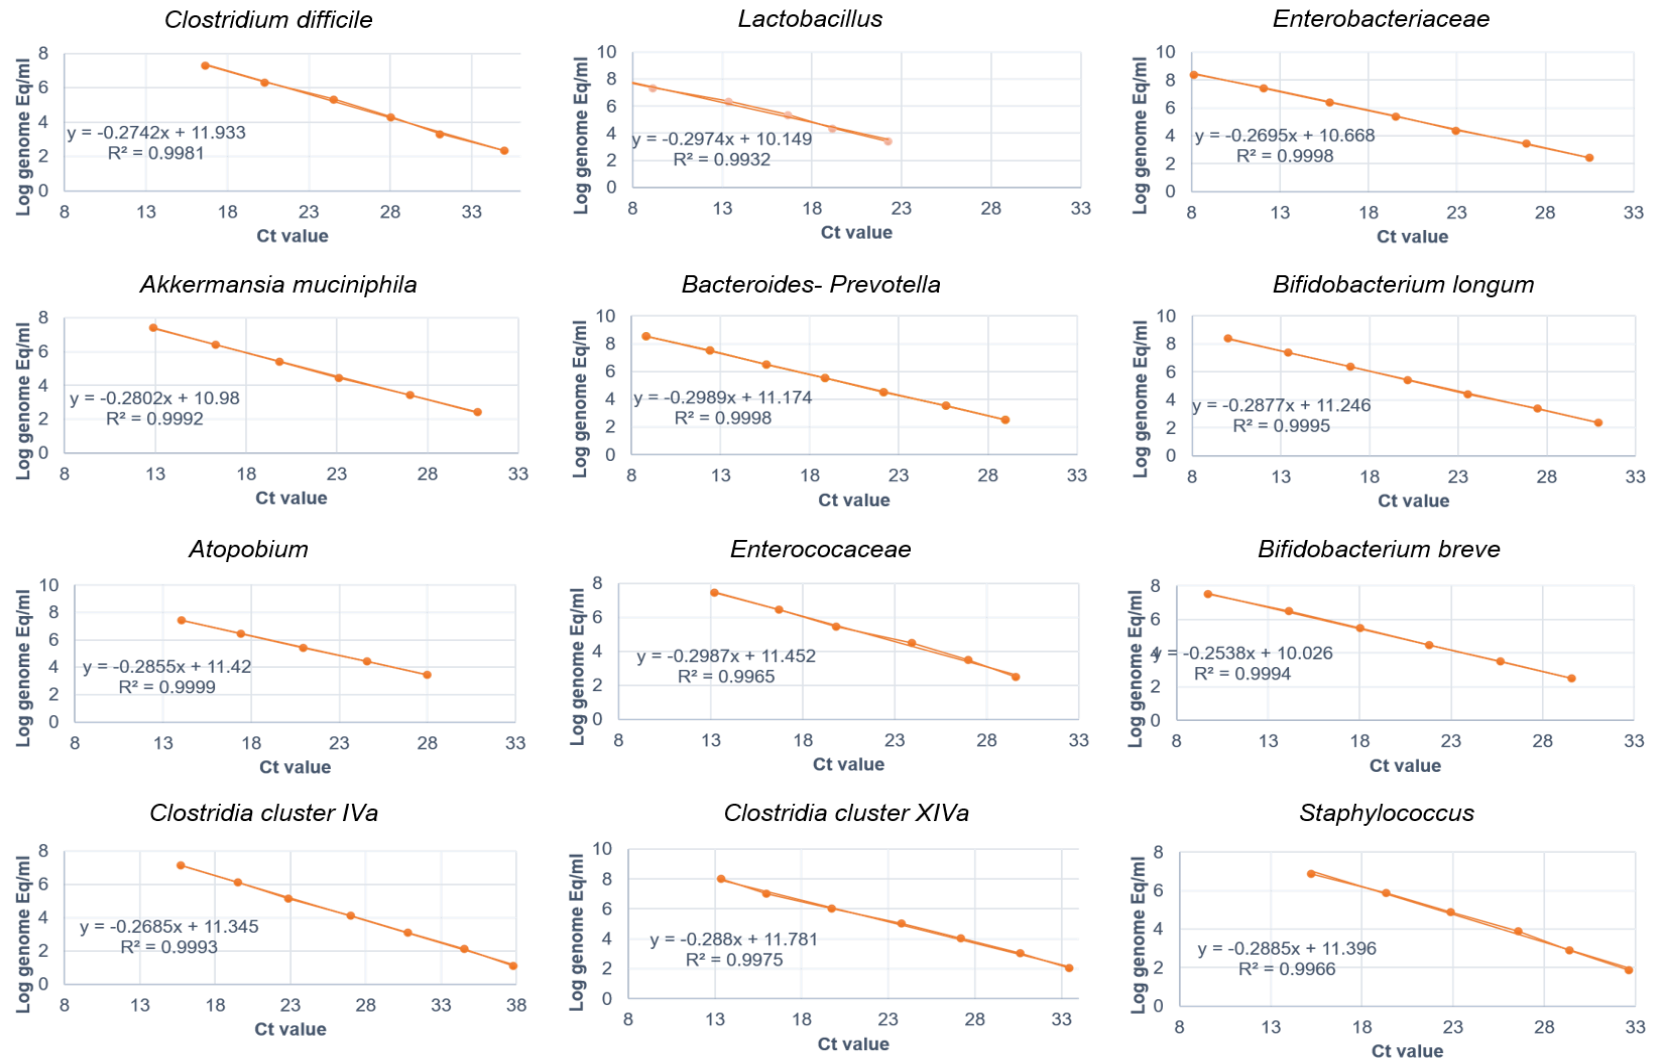 Clostridium difficile
Log genome Eq/ml
8
6
4
2
0
y = -0.2742x + 11.933
R² = 0.9981
8 13 18 23 28 33
Ct value
Lactobacillus
Log genome Eq/ml
10
8
6
4
2
0
y = -0.2974x + 10.149
R² = 0.9932
8 13 18 23 28 33
Ct value
Enterobacteriaceae
Log genome Eq/ml
10
8
6
4
2
0
y = -0.2695x + 10.668
R² = 0.9998
8 13 18 23 28 33
Ct value
Akkermansia muciniphila
Log genome Eq/ml
8
6
4
2
0
y = -0.2802x + 10.98
R² = 0.9992
8 13 18 23 28 33
Ct value
Bacteroides- Prevotella
Log genome Eq/ml
10
8
6
4
2
0
y = -0.2989x + 11.174
R² = 0.9998
8 13 18 23 28 33
Ct value
Bifidobacterium longum
Log genome Eq/ml
10
8
6
4
2
0
y = -0.2877x + 11.246
R² = 0.9995
8 13 18 23 28 33
Ct value
Atopobium
Log genome Eq/ml
10
8
6
4
2
0
y = -0.2855x + 11.42
R² = 0.9999
8 13 18 23 28 33
Ct value
Enterococaceae
Log genome Eq/ml
8
6
4
2
0
y = -0.2987x + 11.452
R² = 0.9965
8 13 18 23 28 33
Ct value
Bifidobacterium breve
Log genome Eq/ml
8
6
4
2
0
y = -0.2538x + 10.026
R² = 0.9994
8 13 18 23 28 33
Ct value
Clostridia cluster IVa
Log genome Eq/ml
8
6
4
2
0
y = -0.2685x + 11.345
R² = 0.9993
8 13 18 23 28 33 38
Ct value
Clostridia cluster XIVa
Log genome Eq/ml
10
8
6
4
2
0
y = -0.288x + 11.781
R² = 0.9975
8 13 18 23 28 33
Ct value
Staphylococcus
Log genome Eq/ml
8
6
4
2
0
y = -0.2885x + 11.396
R² = 0.9966
8 13 18 23 28 33
Ct value